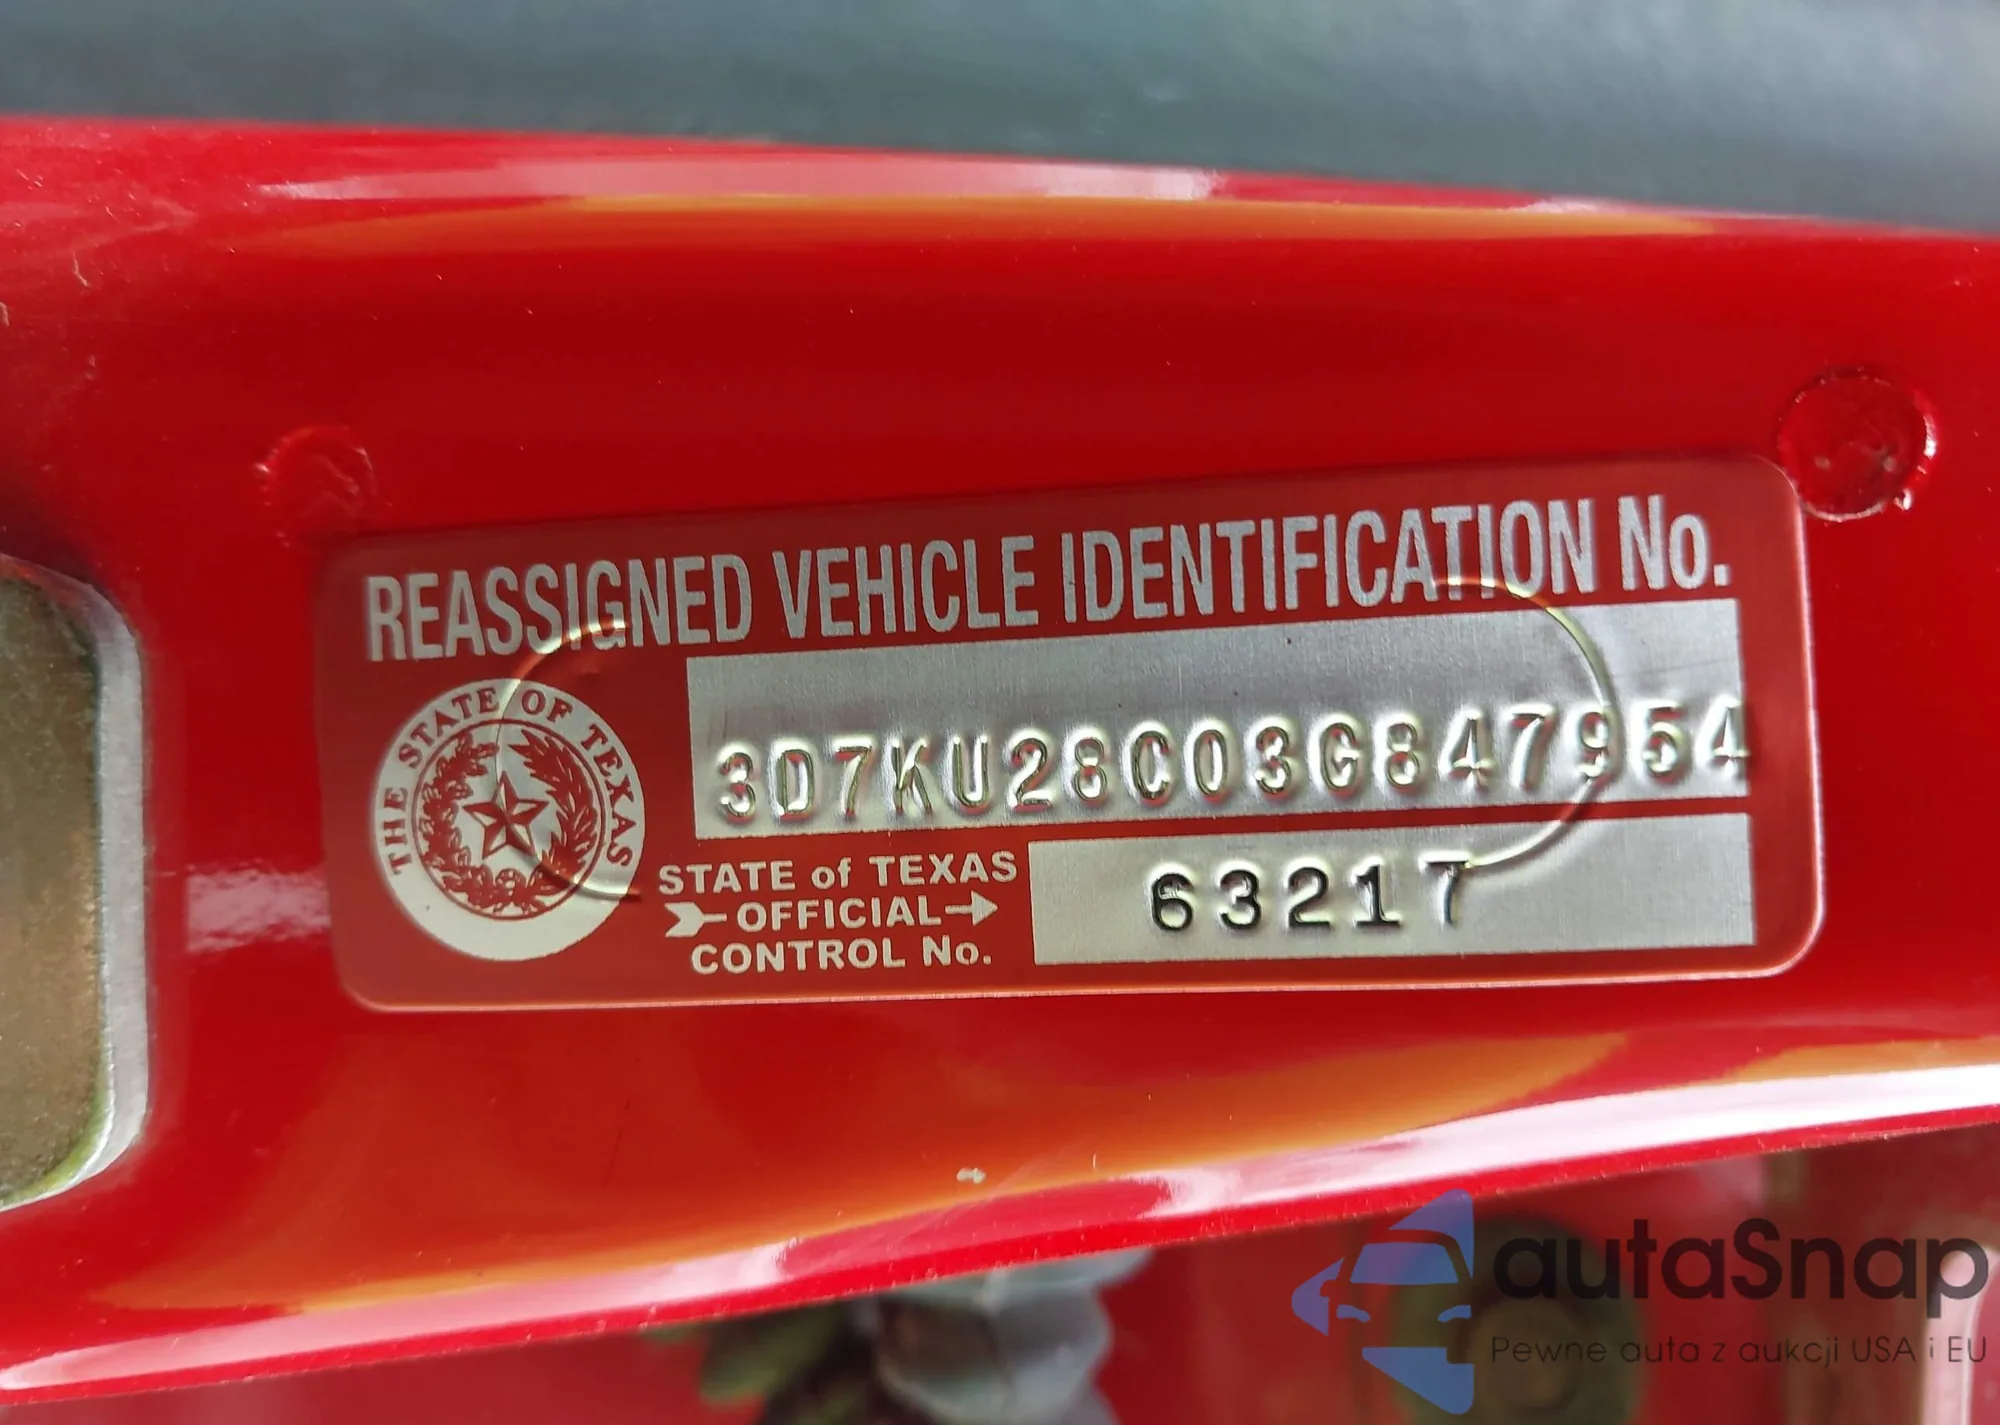 REASSIGNED VEHICLE IDENTIFICATION No.
THE STATE OF TEXAS
3D7KU28C03G847954
STATE of TEXAS
OFFICIAL
CONTROL No.
63217
autaSnap
Pewne auta z aukcji USA i EU